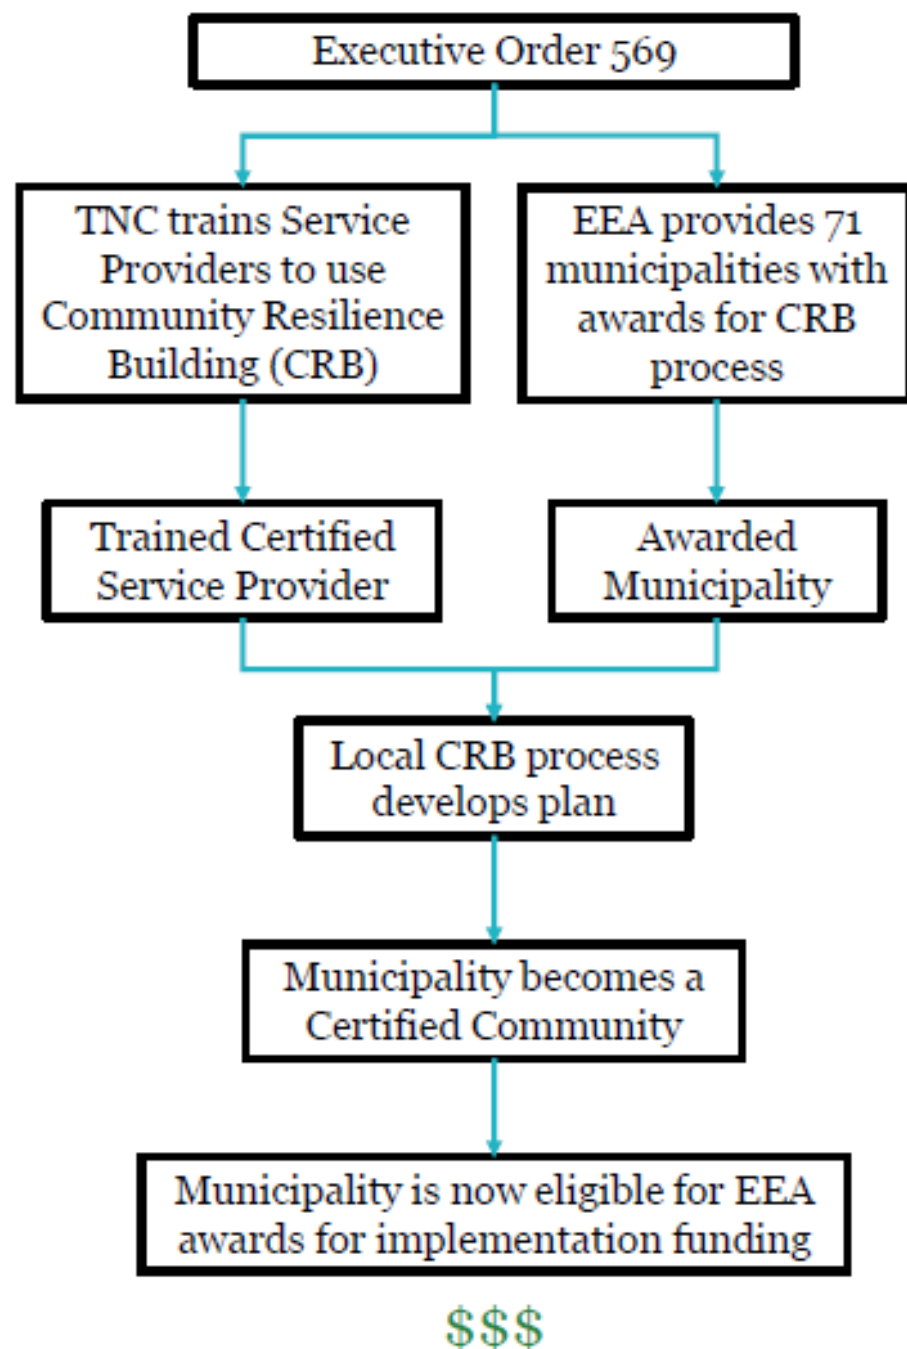 Executive Order 569
TNC trains Service
Providers to use
Community Resilience
Building (CRB)
EEA provides 71
municipalities with
awards for CRB
process
Trained Certified
Service Provider
Awarded
Municipality
Local CRB process
develops plan
Municipality becomes a
Certified Community
Municipality is now eligible for EEA
awards for implementation funding
$$$